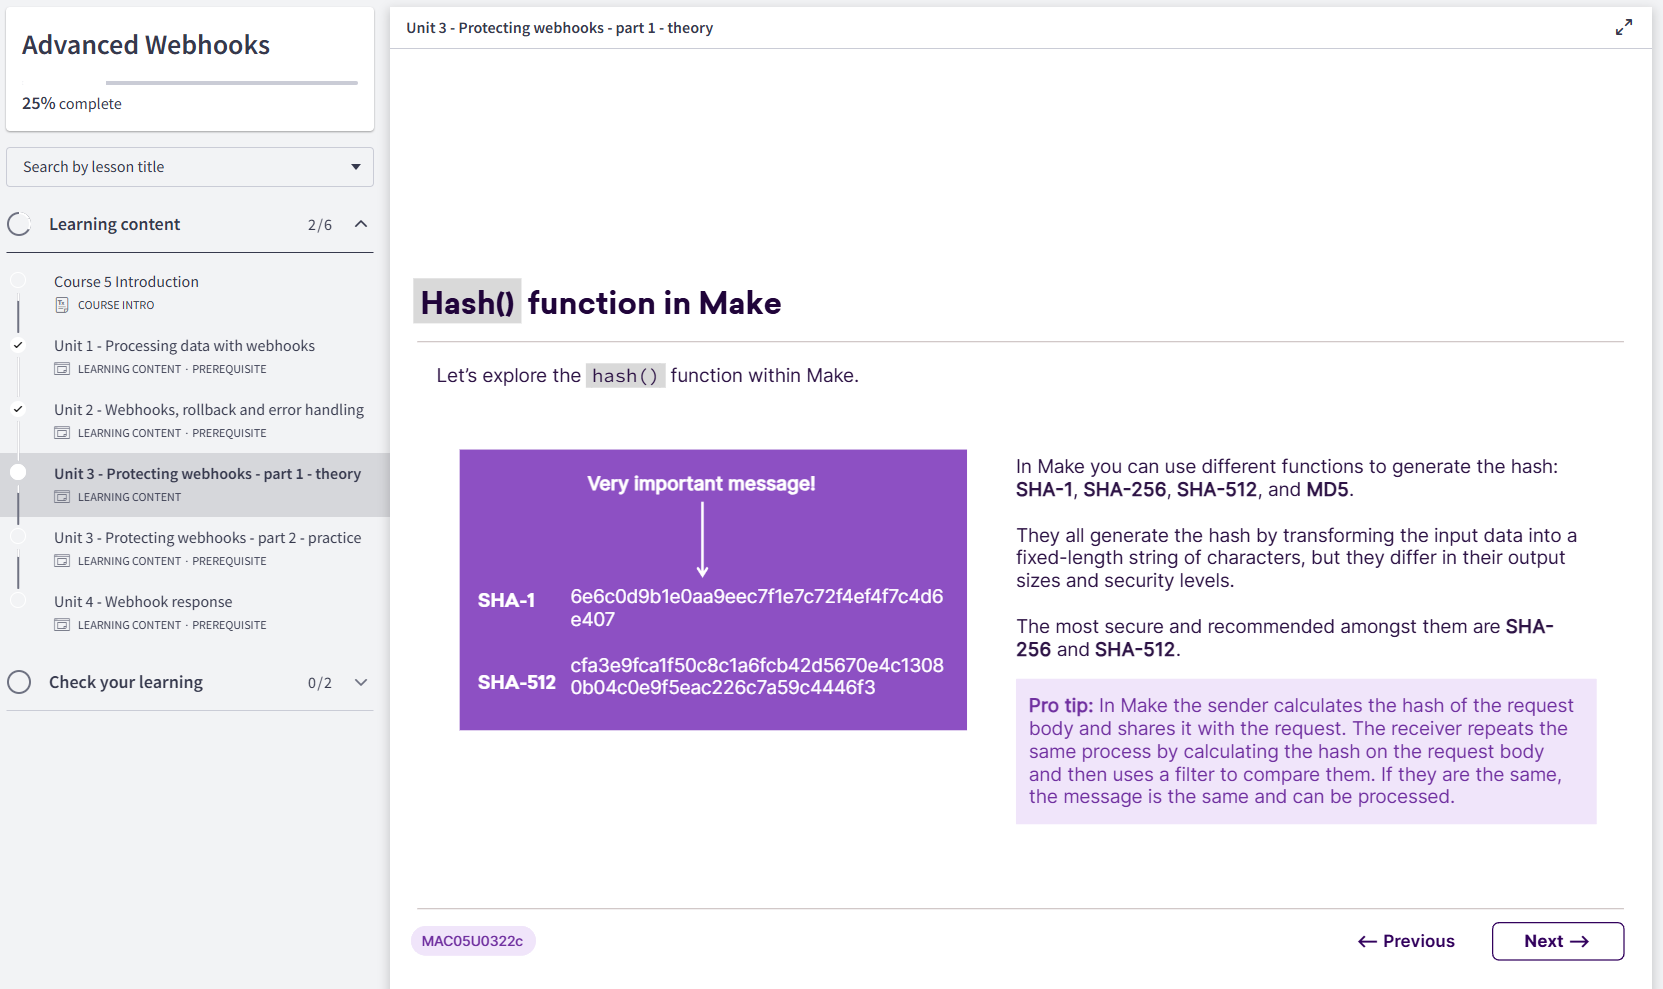 Advanced Webhooks
25% complete
Search by lesson title
Learning content 2/6
Course 5 Introduction
COURSE INTRO
Unit 1 - Processing data with webhooks
LEARNING CONTENT · PREREQUISITE
Unit 2 - Webhooks, rollback and error handling
LEARNING CONTENT · PREREQUISITE
Unit 3 - Protecting webhooks - part 1 - theory
LEARNING CONTENT
Unit 3 - Protecting webhooks - part 2 - practice
LEARNING CONTENT · PREREQUISITE
Unit 4 - Webhook response
LEARNING CONTENT · PREREQUISITE
Check your learning 0/2
Unit 3 - Protecting webhooks - part 1 - theory
Hash() function in Make
Let's explore the hash() function within Make.
Very important message!
SHA-1 6e6c0d9b1e0aa9eec7f1e7c72f4ef4f7c4d6
e407
SHA-512 cfa3e9fca1f50c8c1a6fcb42d5670e4c1308
0b04c0e9f5eac226c7a59c4446f3
In Make you can use different functions to generate the hash:
SHA-1, SHA-256, SHA-512, and MD5.
They all generate the hash by transforming the input data into a
fixed-length string of characters, but they differ in their output
sizes and security levels.
The most secure and recommended amongst them are SHA-
256 and SHA-512.
Pro tip: In Make the sender calculates the hash of the request
body and shares it with the request. The receiver repeats the
same process by calculating the hash on the request body
and then uses a filter to compare them. If they are the same,
the message is the same and can be processed.
MAC05U0322c
← Previous
Next →